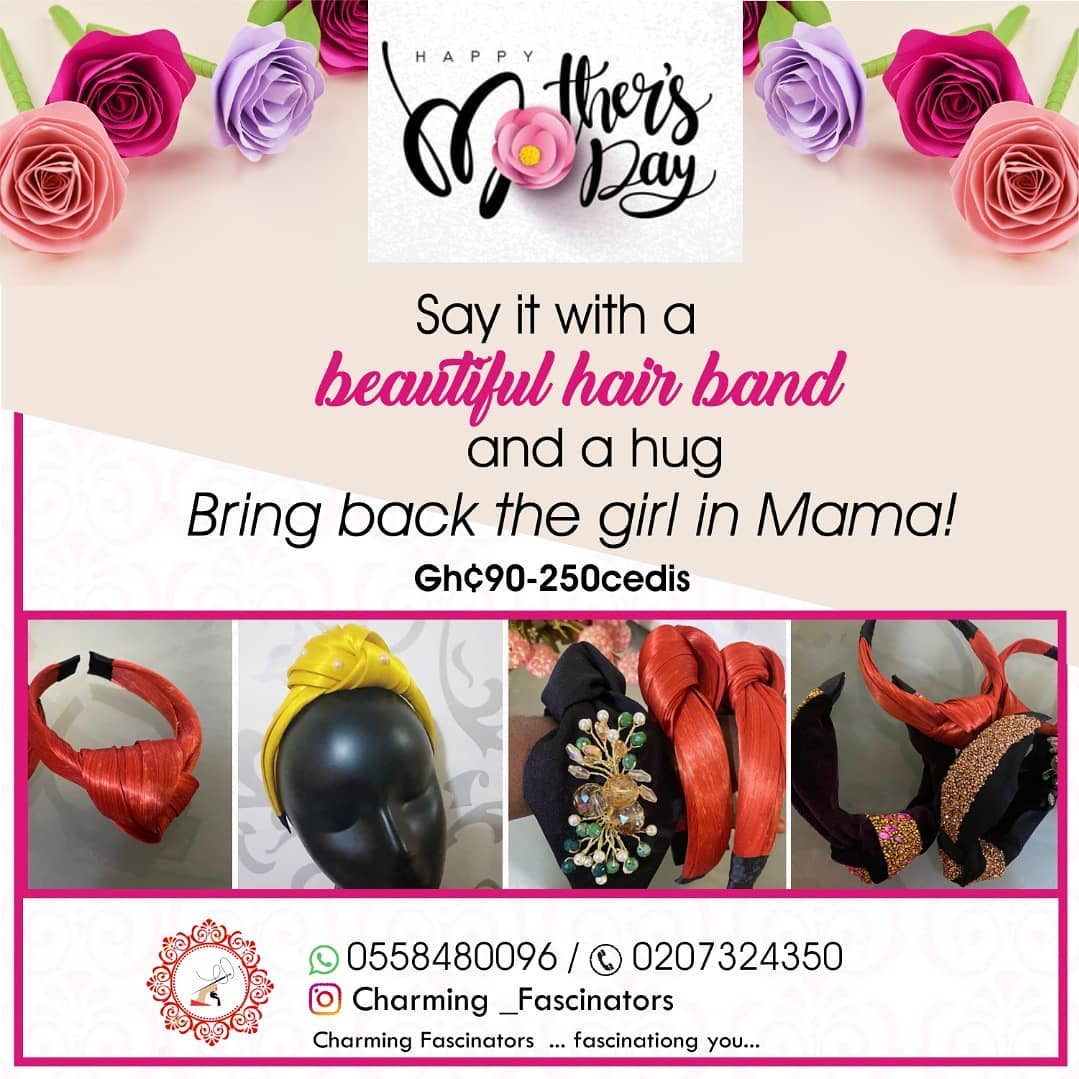 HAPPY
Mother's
Day
Say it with a
beautiful hair band
and a hug
Bring back the girl in Mama!
Gh₵90-250cedis
0558480096 / 0207324350
Charming _Fascinators
Charming Fascinators ... fascinationg you...